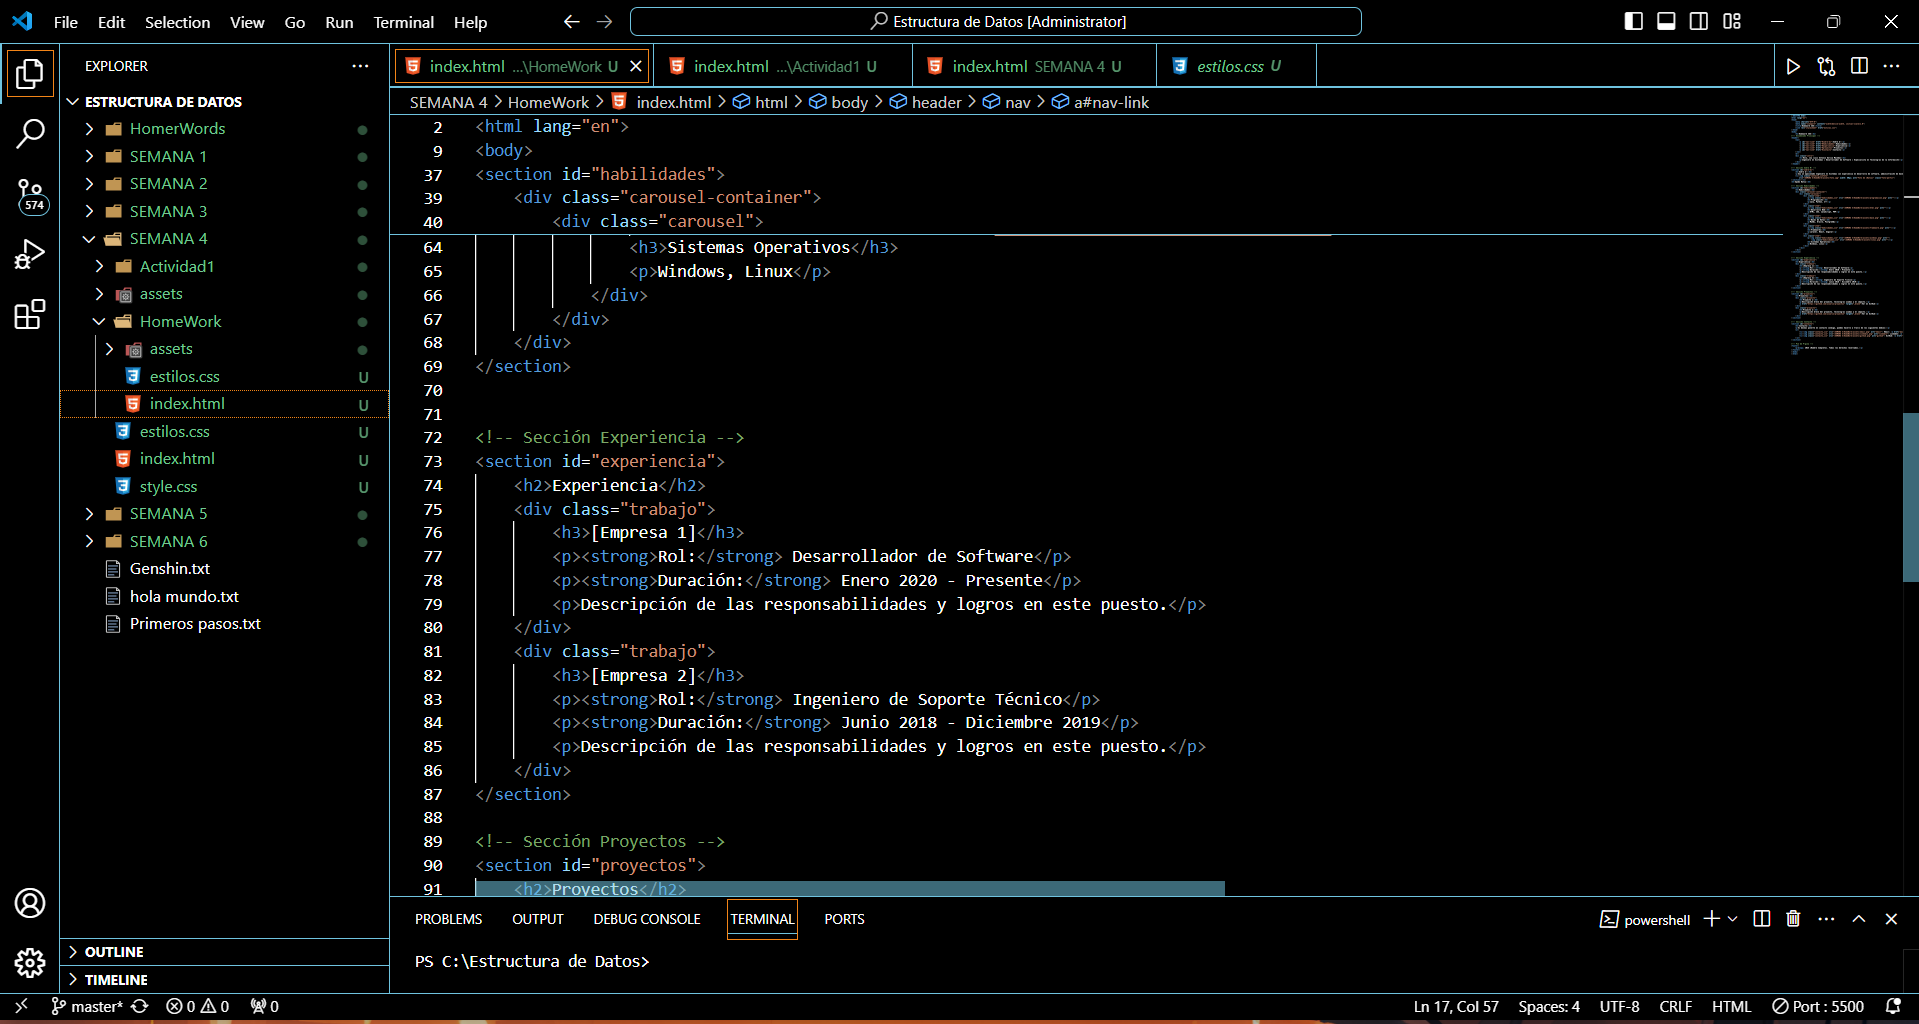 File Edit Selection View Go Run Terminal Help
Estructura de Datos [Administrator]
EXPLORER
ESTRUCTURA DE DATOS
HomerWords
SEMANA 1
SEMANA 2
SEMANA 3
SEMANA 4
Actividad1
assets
HomeWork
assets
estilos.css U
index.html U
estilos.css U
index.html U
style.css U
SEMANA 5
SEMANA 6
Genshin.txt
hola mundo.txt
Primeros pasos.txt
OUTLINE
TIMELINE
574
index.html ...\HomeWork U
index.html ...\Actividad1 U
index.html SEMANA 4 U
estilos.css U
SEMANA 4 > HomeWork > index.html > html > body > header > nav > a#nav-link
2 <html lang="en">
9 <body>
37 <section id="habilidades">
39 <div class="carousel-container">
40 <div class="carousel">
64 <h3>Sistemas Operativos</h3>
65 <p>Windows, Linux</p>
66 </div>
67 </div>
68 </div>
69 </section>
70
71
72 <!-- Sección Experiencia -->
73 <section id="experiencia">
74 <h2>Experiencia</h2>
75 <div class="trabajo">
76 <h3>[Empresa 1]</h3>
77 <p><strong>Rol:</strong> Desarrollador de Software</p>
78 <p><strong>Duración:</strong> Enero 2020 - Presente</p>
79 <p>Descripción de las responsabilidades y logros en este puesto.</p>
80 </div>
81 <div class="trabajo">
82 <h3>[Empresa 2]</h3>
83 <p><strong>Rol:</strong> Ingeniero de Soporte Técnico</p>
84 <p><strong>Duración:</strong> Junio 2018 - Diciembre 2019</p>
85 <p>Descripción de las responsabilidades y logros en este puesto.</p>
86 </div>
87 </section>
88
89 <!-- Sección Proyectos -->
90 <section id="proyectos">
91 <h2>Proyectos</h2>
PROBLEMS OUTPUT DEBUG CONSOLE TERMINAL PORTS
powershell
PS C:\Estructura de Datos>
master* 0 0 0
Ln 17, Col 57 Spaces: 4 UTF-8 CRLF HTML Port : 5500